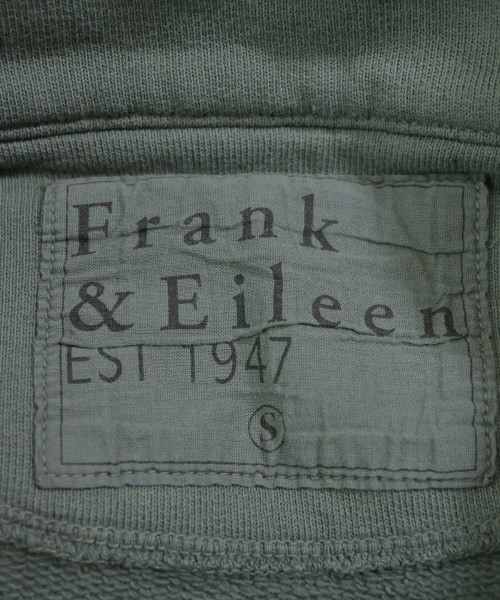 Frank
& Eileen
EST 1947
S